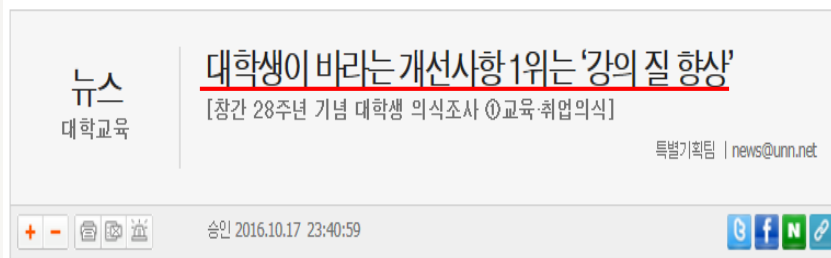 뉴스
대학교육
대학생이 바라는 개선사항 1위는 ‘강의 질 향상’
[창간 28주년 기념 대학생 의식조사 ①교육·취업의식]
특별기획팀 | news@unn.net
승인 2016.10.17 23:40:59